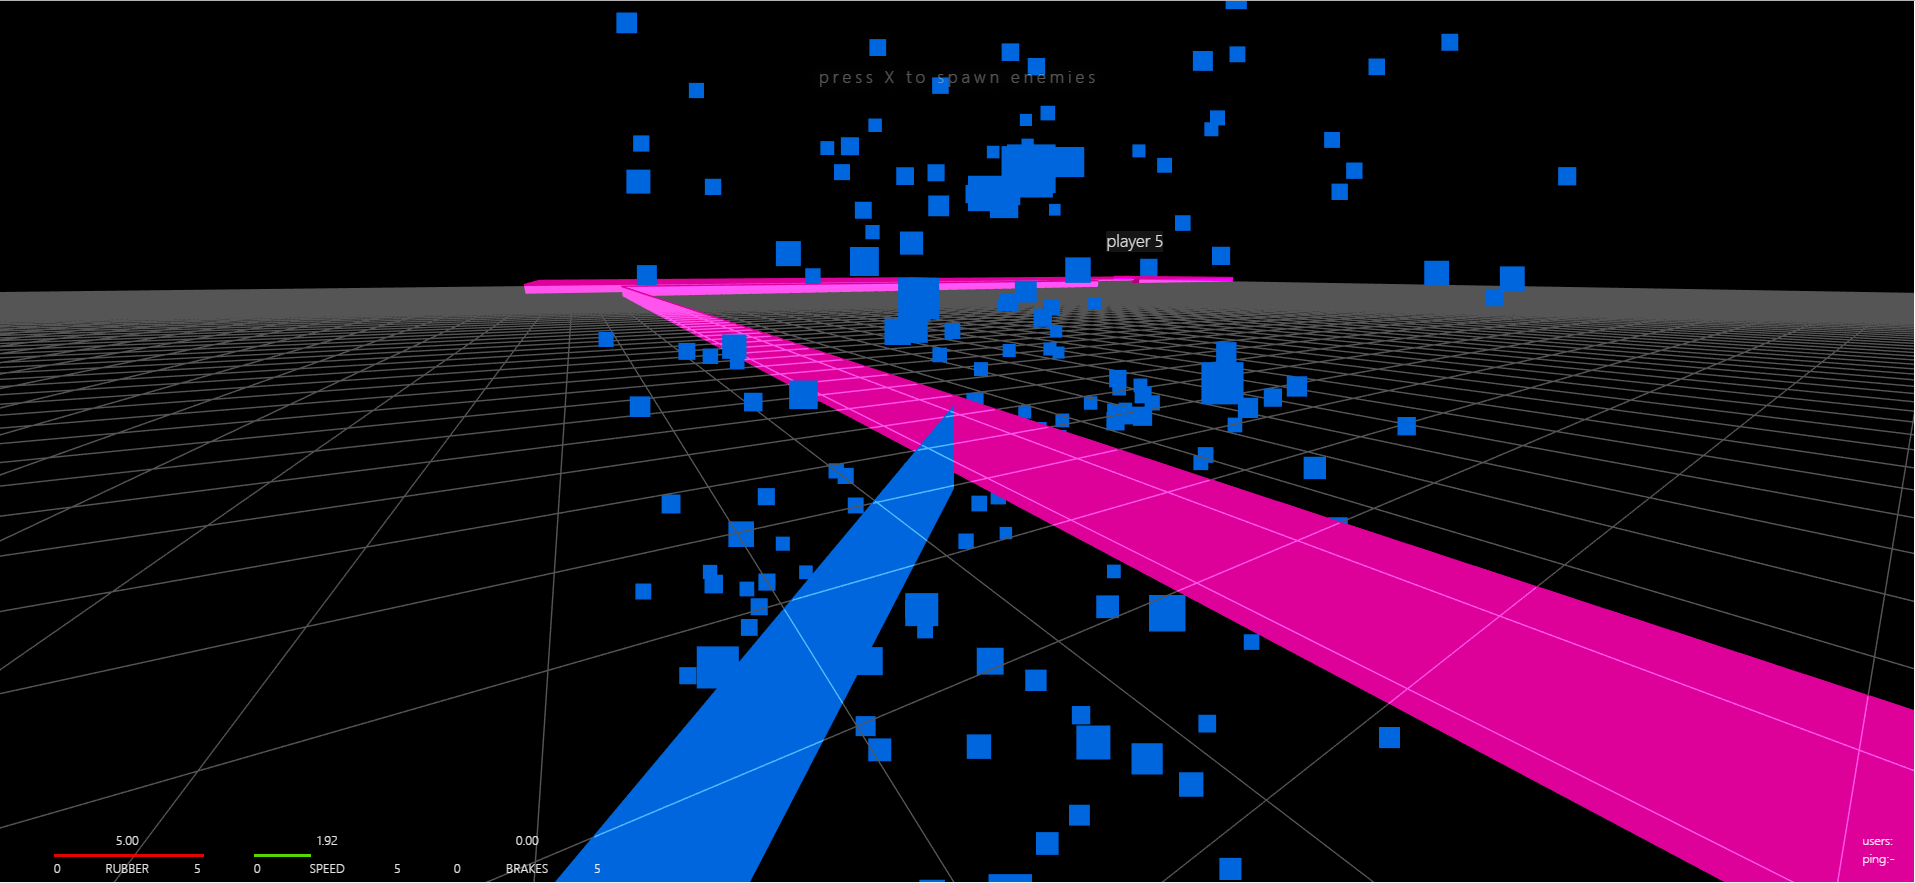 press X to spawn enemies
player 5
5.00 1.92 0.00
0 RUBBER 5 0 SPEED 5 0 BRAKES 5
users:
ping:-